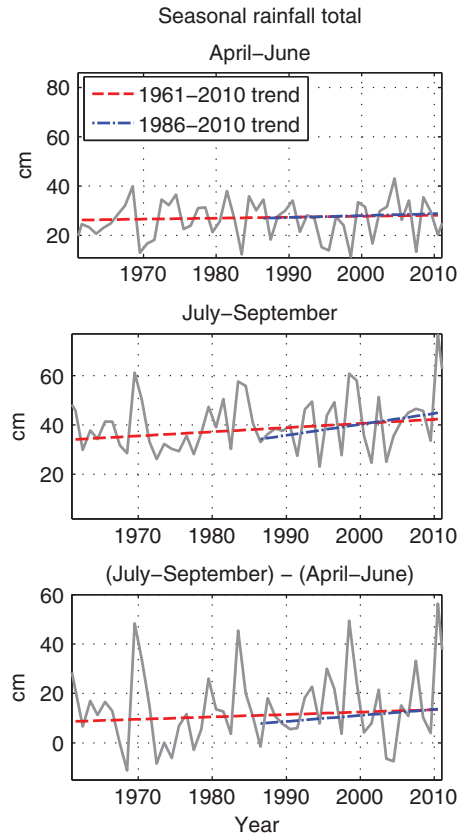 Seasonal rainfall total
April–June
80
60
40
20
cm
1961–2010 trend
1986–2010 trend
1970 1980 1990 2000 2010
July–September
60
40
20
0
cm
1970 1980 1990 2000 2010
(July–September) – (April–June)
60
40
20
0
cm
1970 1980 1990 2000 2010
Year